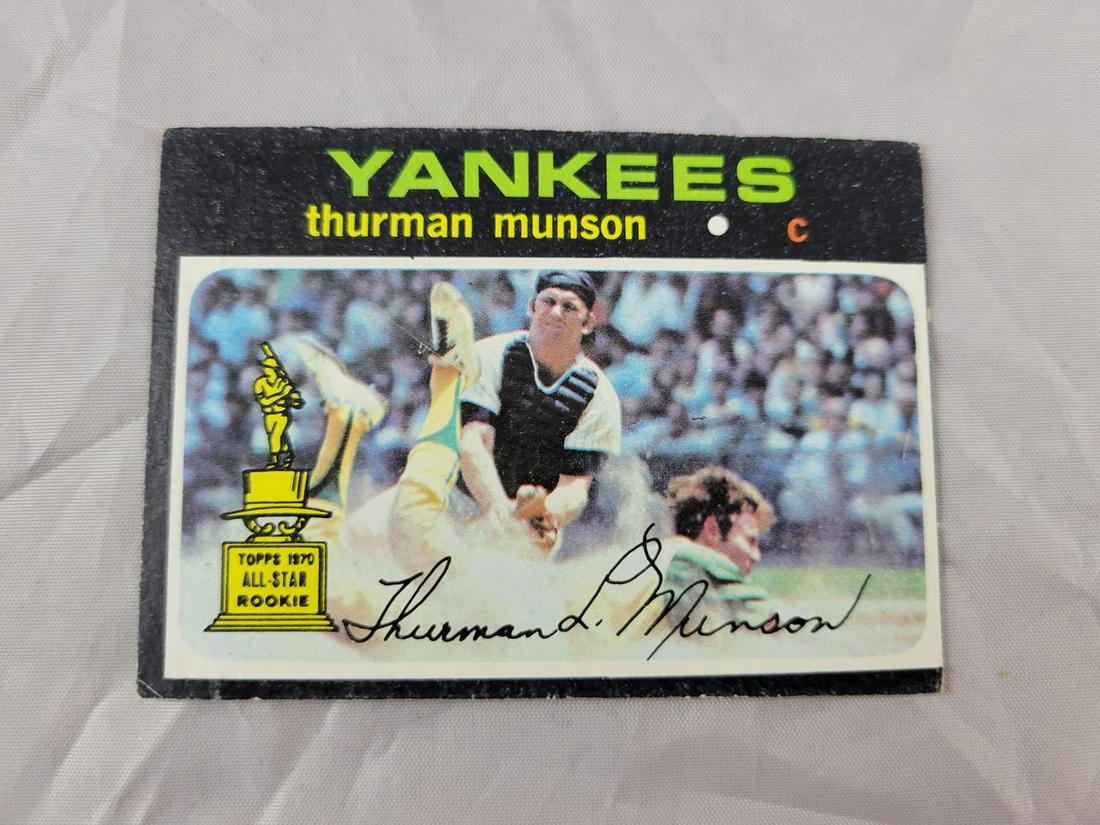 YANKEES
thurman munson • c
TOPPS 1970
ALL-STAR
ROOKIE
Thurman L. Munson